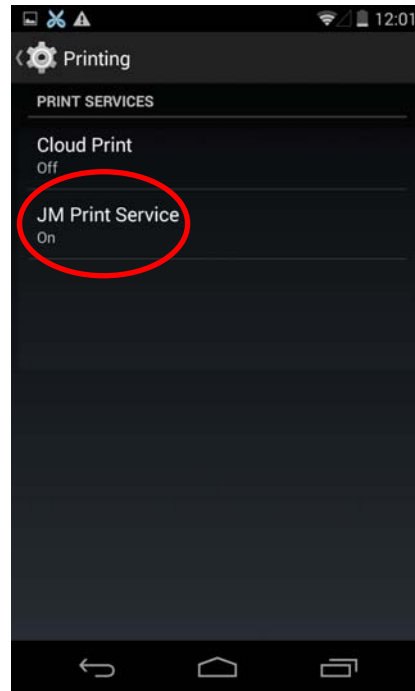 12:01
Printing
PRINT SERVICES
Cloud Print
Off
JM Print Service
On